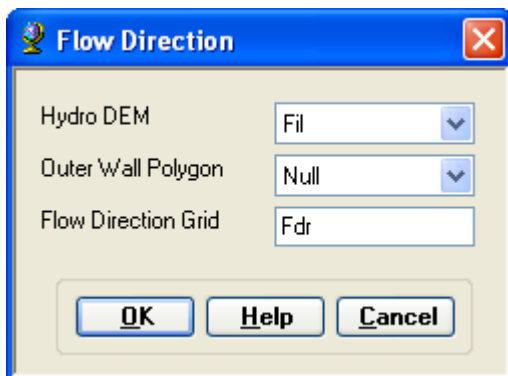 Flow Direction
Hydro DEM Fil
Outer Wall Polygon Null
Flow Direction Grid Fdr
OK Help Cancel